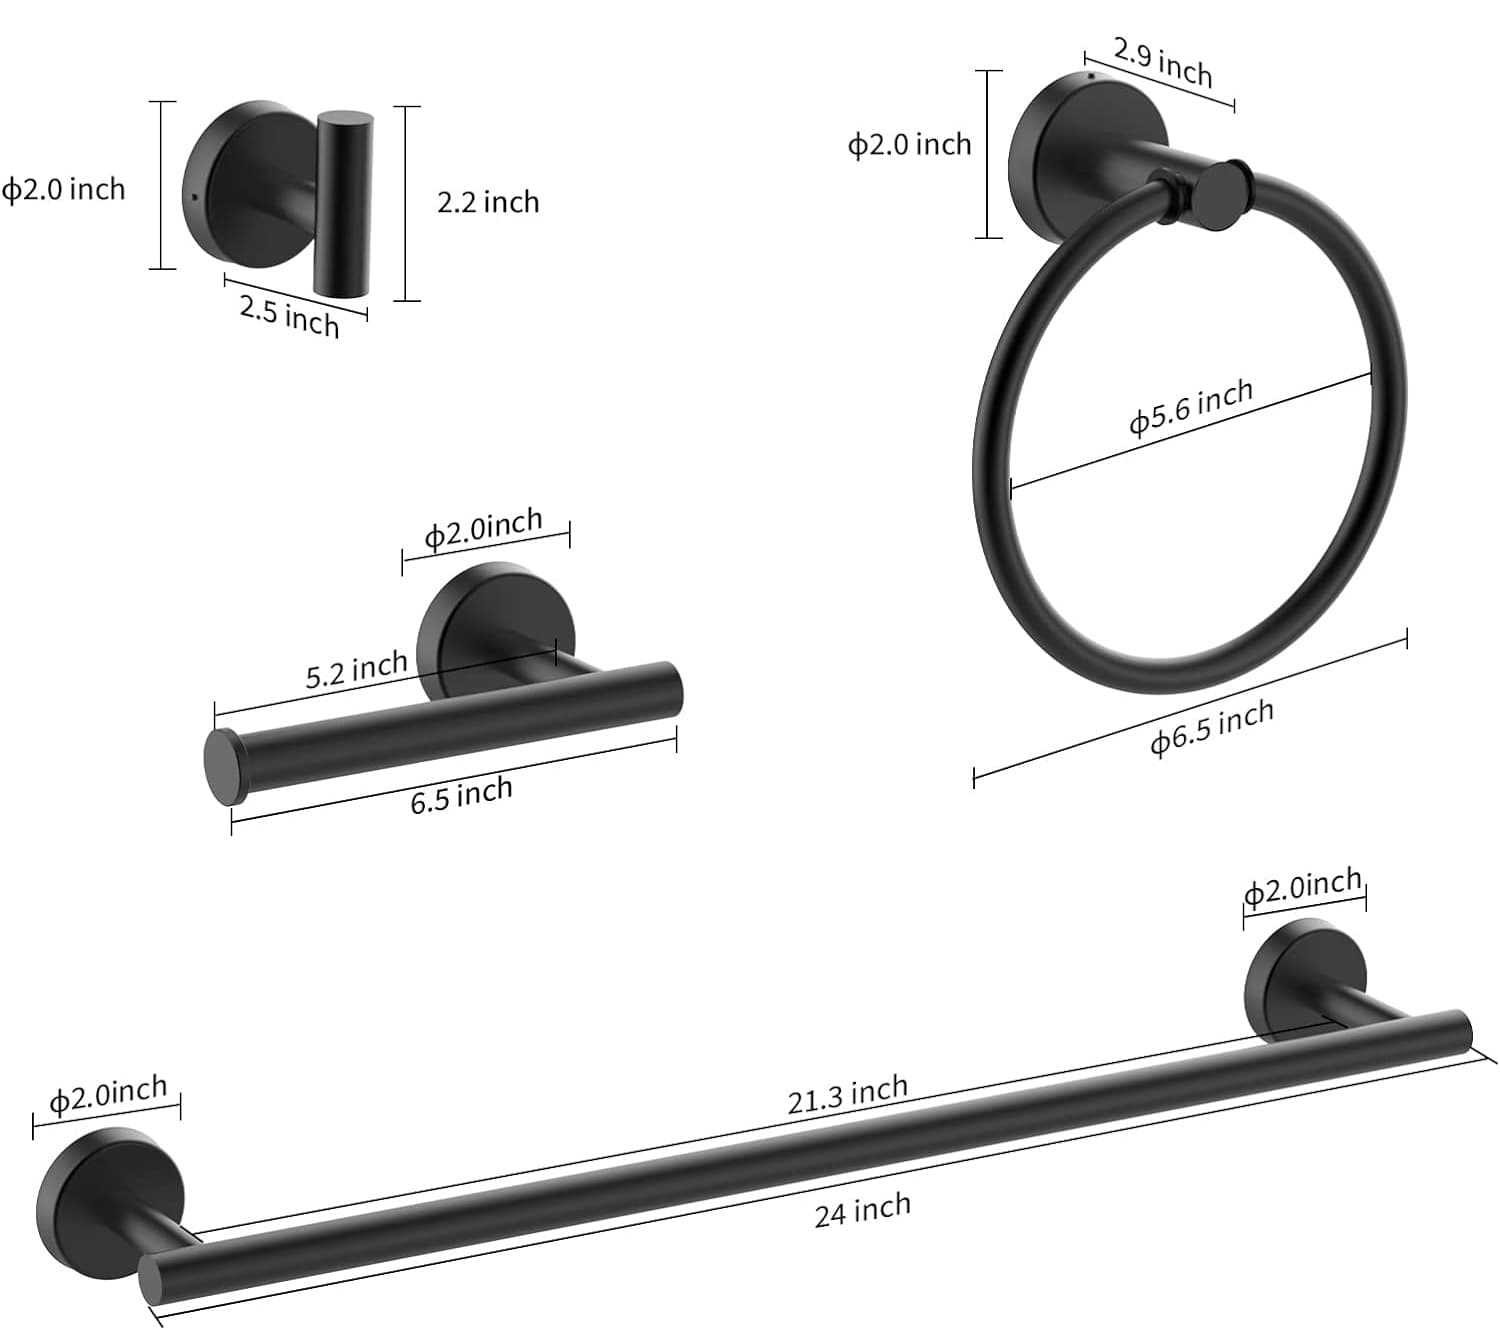 2.9 inch
ϕ2.0 inch
ϕ2.0 inch
2.2 inch
2.5 inch
ϕ5.6 inch
ϕ2.0inch
5.2 inch
6.5 inch
ϕ6.5 inch
ϕ2.0inch
ϕ2.0inch
21.3 inch
24 inch